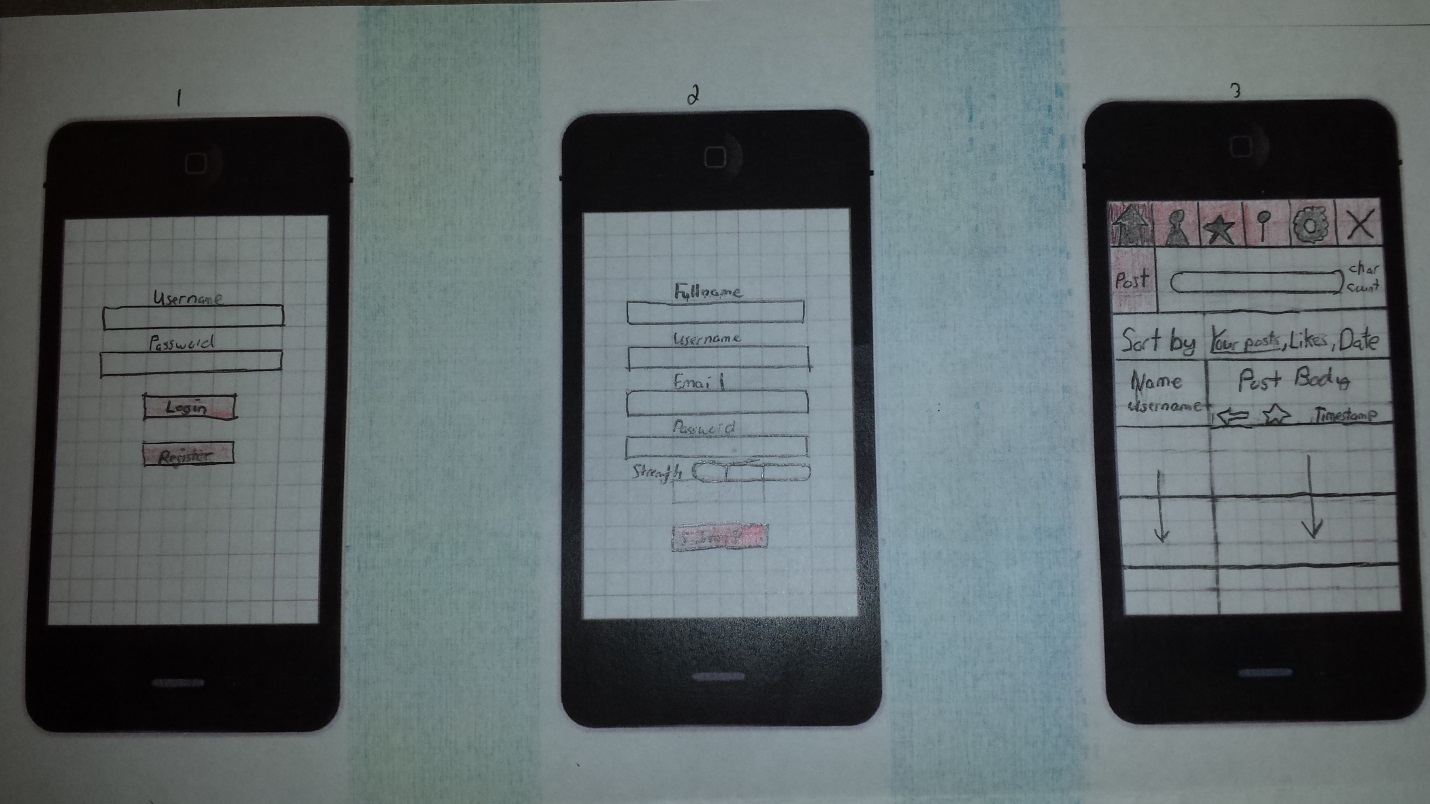 1
Username
Password
Login
Register
2
Fullname
Username
Email
Password
Strength
3
Post
char
count
Sort by Your posts, Likes, Date
Name
Username
Post Body
Timestamp